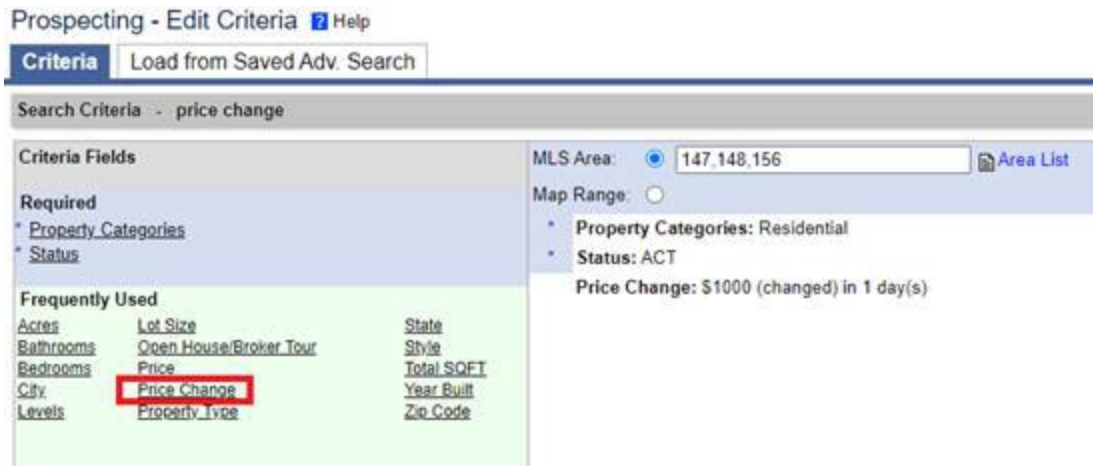 Prospecting - Edit Criteria ? Help
Criteria Load from Saved Adv. Search
Search Criteria - price change
Criteria Fields
Required
* Property Categories
* Status
Frequently Used
Acres Lot Size State
Bathrooms Open House/Broker Tour Style
Bedrooms Price Total SQFT
City Price Change Year Built
Levels Property Type Zip Code
MLS Area: 147,148,156 Area List
Map Range:
* Property Categories: Residential
* Status: ACT
Price Change: $1000 (changed) in 1 day(s)